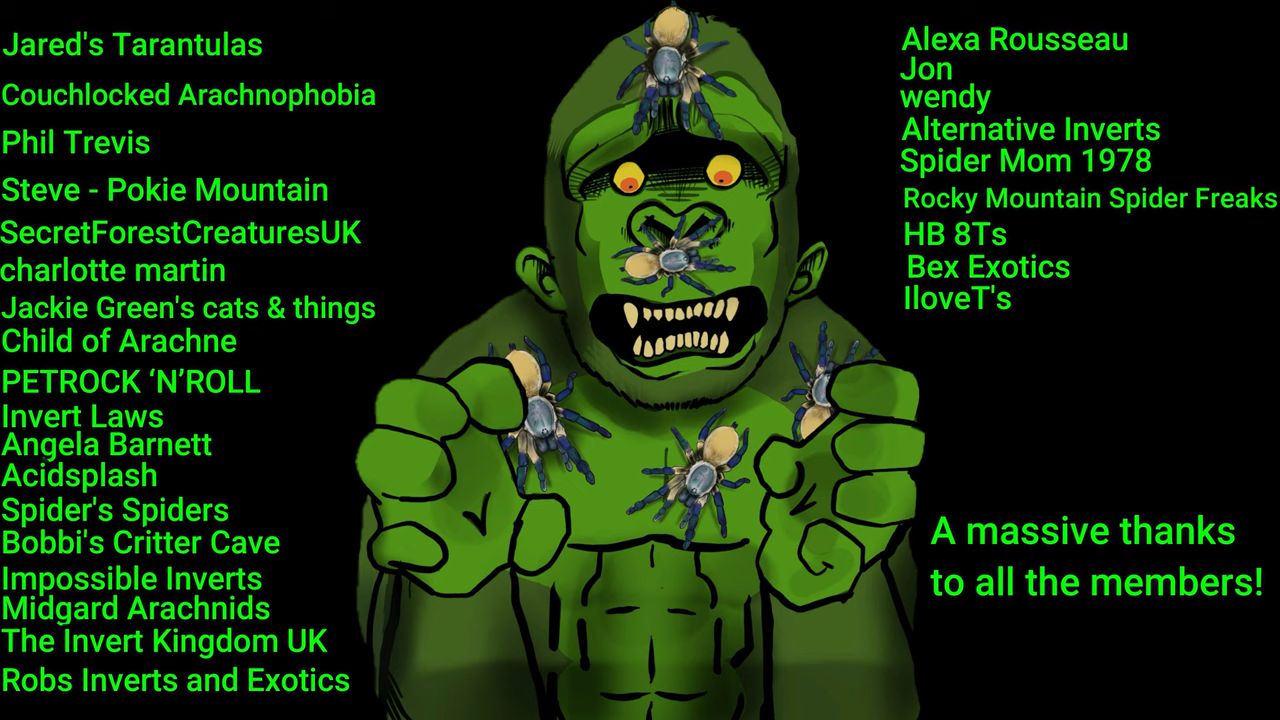 Jared's Tarantulas
Couchlocked Arachnophobia
Phil Trevis
Steve - Pokie Mountain
SecretForestCreaturesUK
charlotte martin
Jackie Green's cats & things
Child of Arachne
PETROCK ‘N’ROLL
Invert Laws
Angela Barnett
Acidsplash
Spider's Spiders
Bobbi's Critter Cave
Impossible Inverts
Midgard Arachnids
The Invert Kingdom UK
Robs Inverts and Exotics
Alexa Rousseau
Jon
wendy
Alternative Inverts
Spider Mom 1978
Rocky Mountain Spider Freaks
HB 8Ts
Bex Exotics
IloveT's
A massive thanks
to all the members!